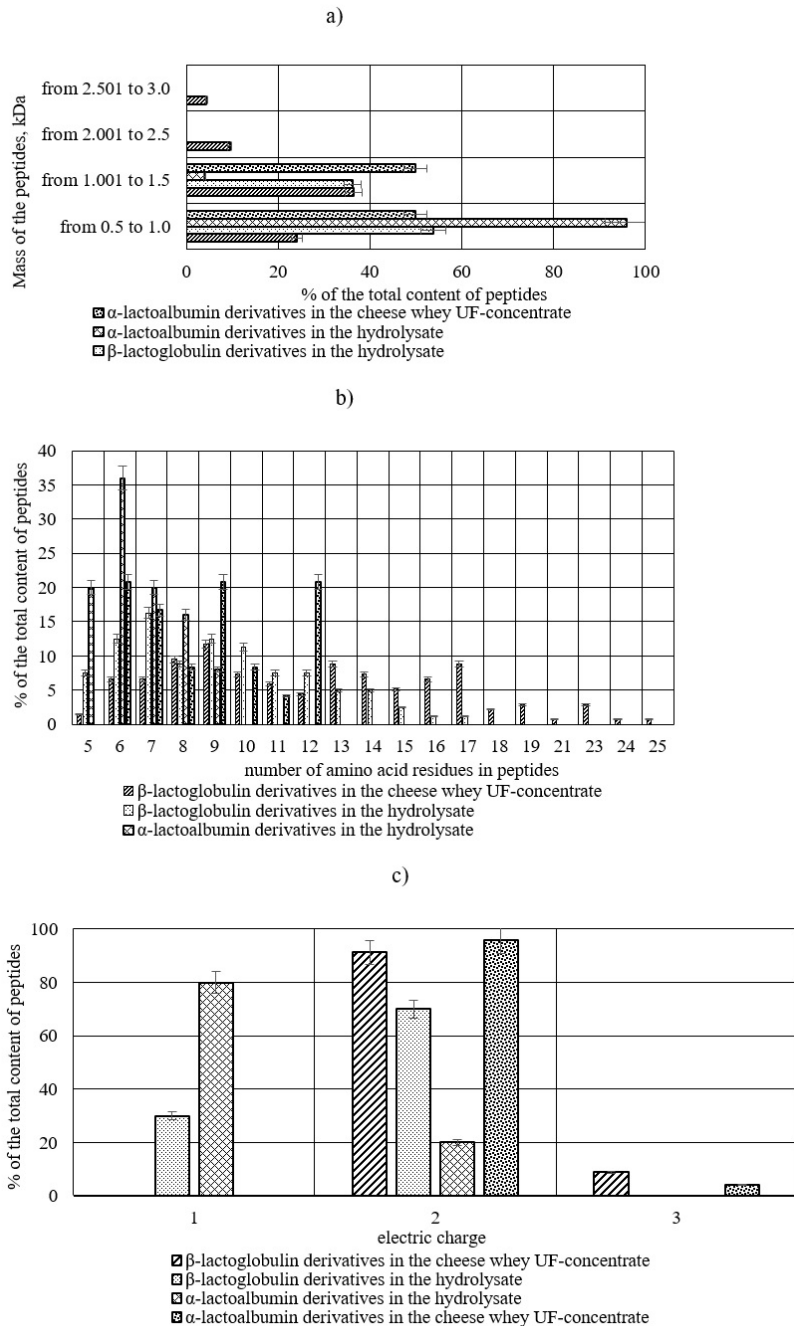 a)
from 2.501 to 3.0
from 2.001 to 2.5
from 1.001 to 1.5
from 0.5 to 1.0
Mass of the peptides, kDa
0 20 40 60 80 100
% of the total content of peptides
α-lactoalbumin derivatives in the cheese whey UF-concentrate
α-lactoalbumin derivatives in the hydrolysate
β-lactoglobulin derivatives in the hydrolysate
b)
% of the total content of peptides
40
35
30
25
20
15
10
5
0
5 6 7 8 9 10 11 12 13 14 15 16 17 18 19 21 23 24 25
number of amino acid residues in peptides
β-lactoglobulin derivatives in the cheese whey UF-concentrate
β-lactoglobulin derivatives in the hydrolysate
α-lactoalbumin derivatives in the hydrolysate
c)
% of the total content of peptides
100
80
60
40
20
0
1 2 3
electric charge
β-lactoglobulin derivatives in the cheese whey UF-concentrate
β-lactoglobulin derivatives in the hydrolysate
α-lactoalbumin derivatives in the hydrolysate
α-lactoalbumin derivatives in the cheese whey UF-concentrate